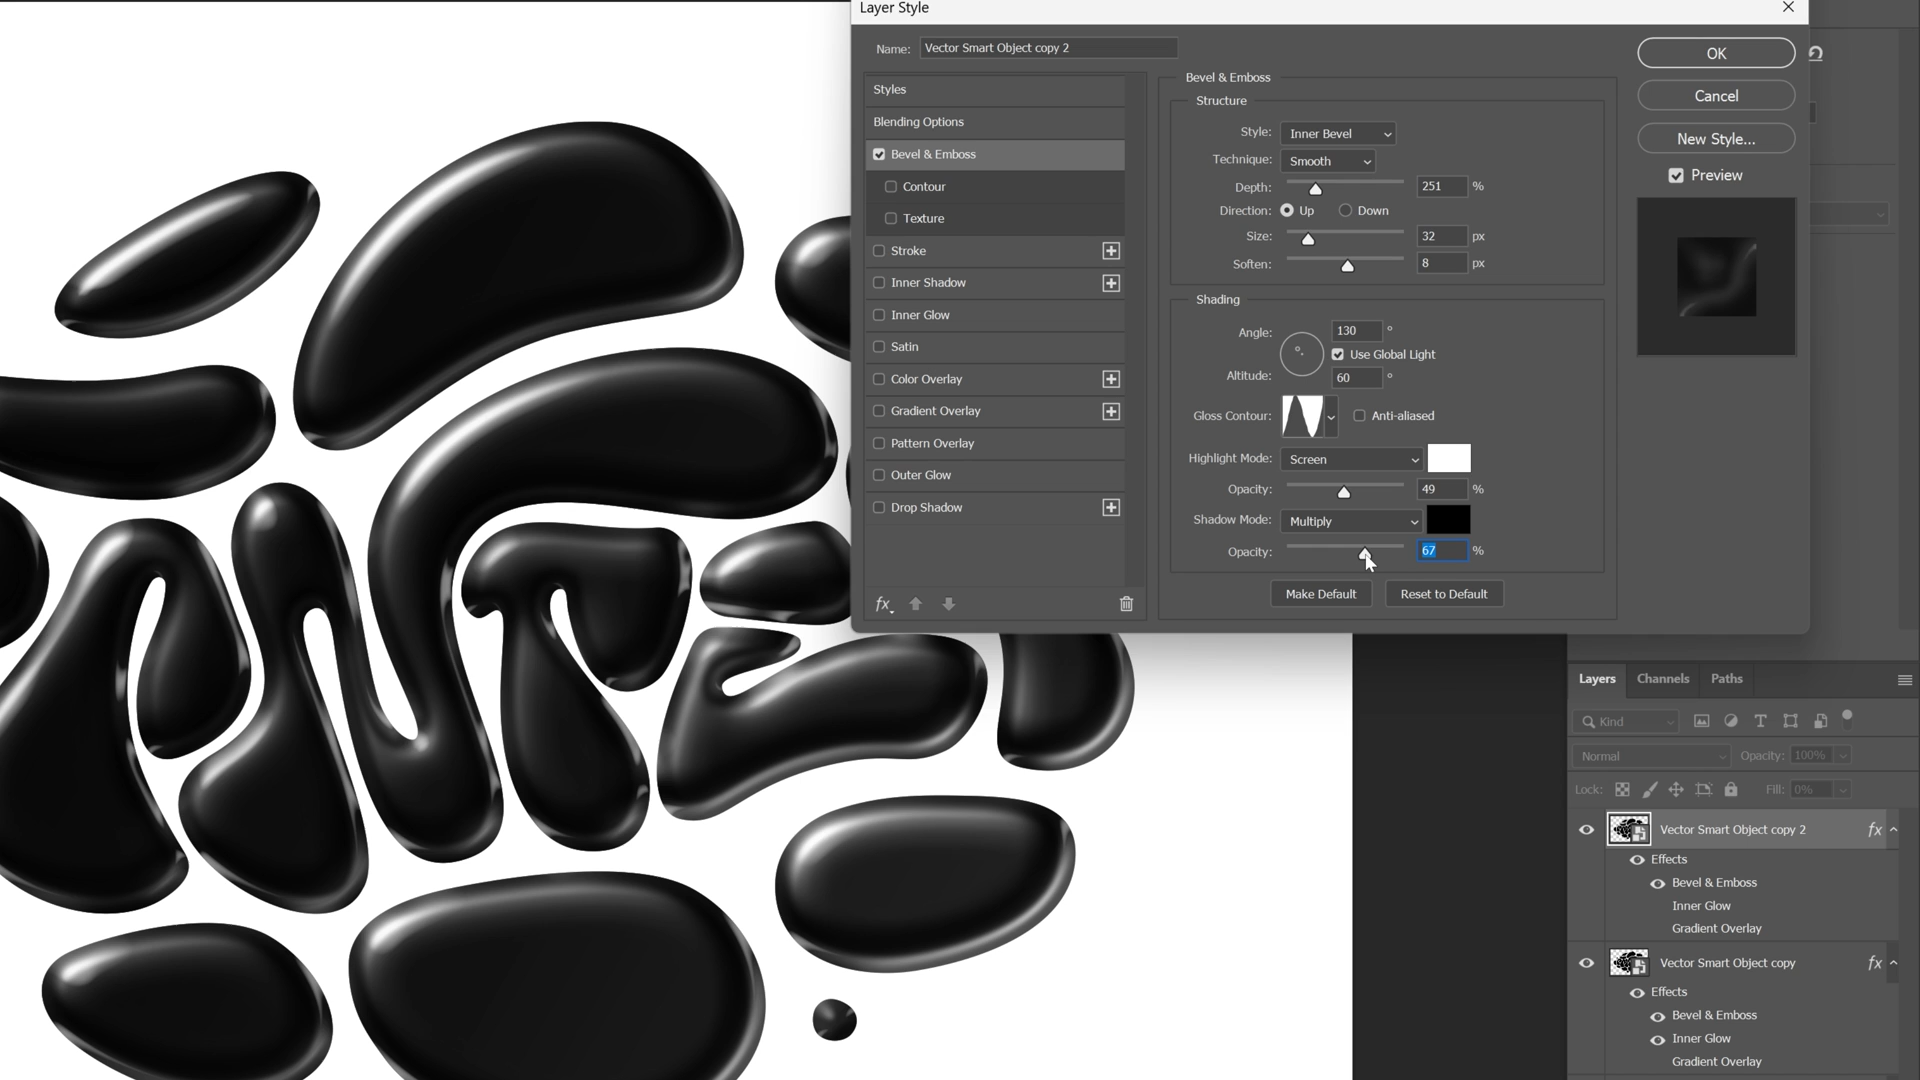 Layer Style
Name: Vector Smart Object copy 2
OK
Cancel
New Style...
Preview
Styles
Blending Options
Bevel & Emboss
Contour
Texture
Stroke
Inner Shadow
Inner Glow
Satin
Color Overlay
Gradient Overlay
Pattern Overlay
Outer Glow
Drop Shadow
fx
Bevel & Emboss
Structure
Style: Inner Bevel
Technique: Smooth
Depth: 251 %
Direction: Up Down
Size: 32 px
Soften: 8 px
Shading
Angle: 130 °
Use Global Light
Altitude: 60 °
Gloss Contour: Anti-aliased
Highlight Mode: Screen
Opacity: 49 %
Shadow Mode: Multiply
Opacity: 67 %
Make Default Reset to Default
Layers Channels Paths
Kind
Normal Opacity: 100%
Lock: Fill: 0%
Vector Smart Object copy 2 fx
Effects
Bevel & Emboss
Inner Glow
Gradient Overlay
Vector Smart Object copy fx
Effects
Bevel & Emboss
Inner Glow
Gradient Overlay